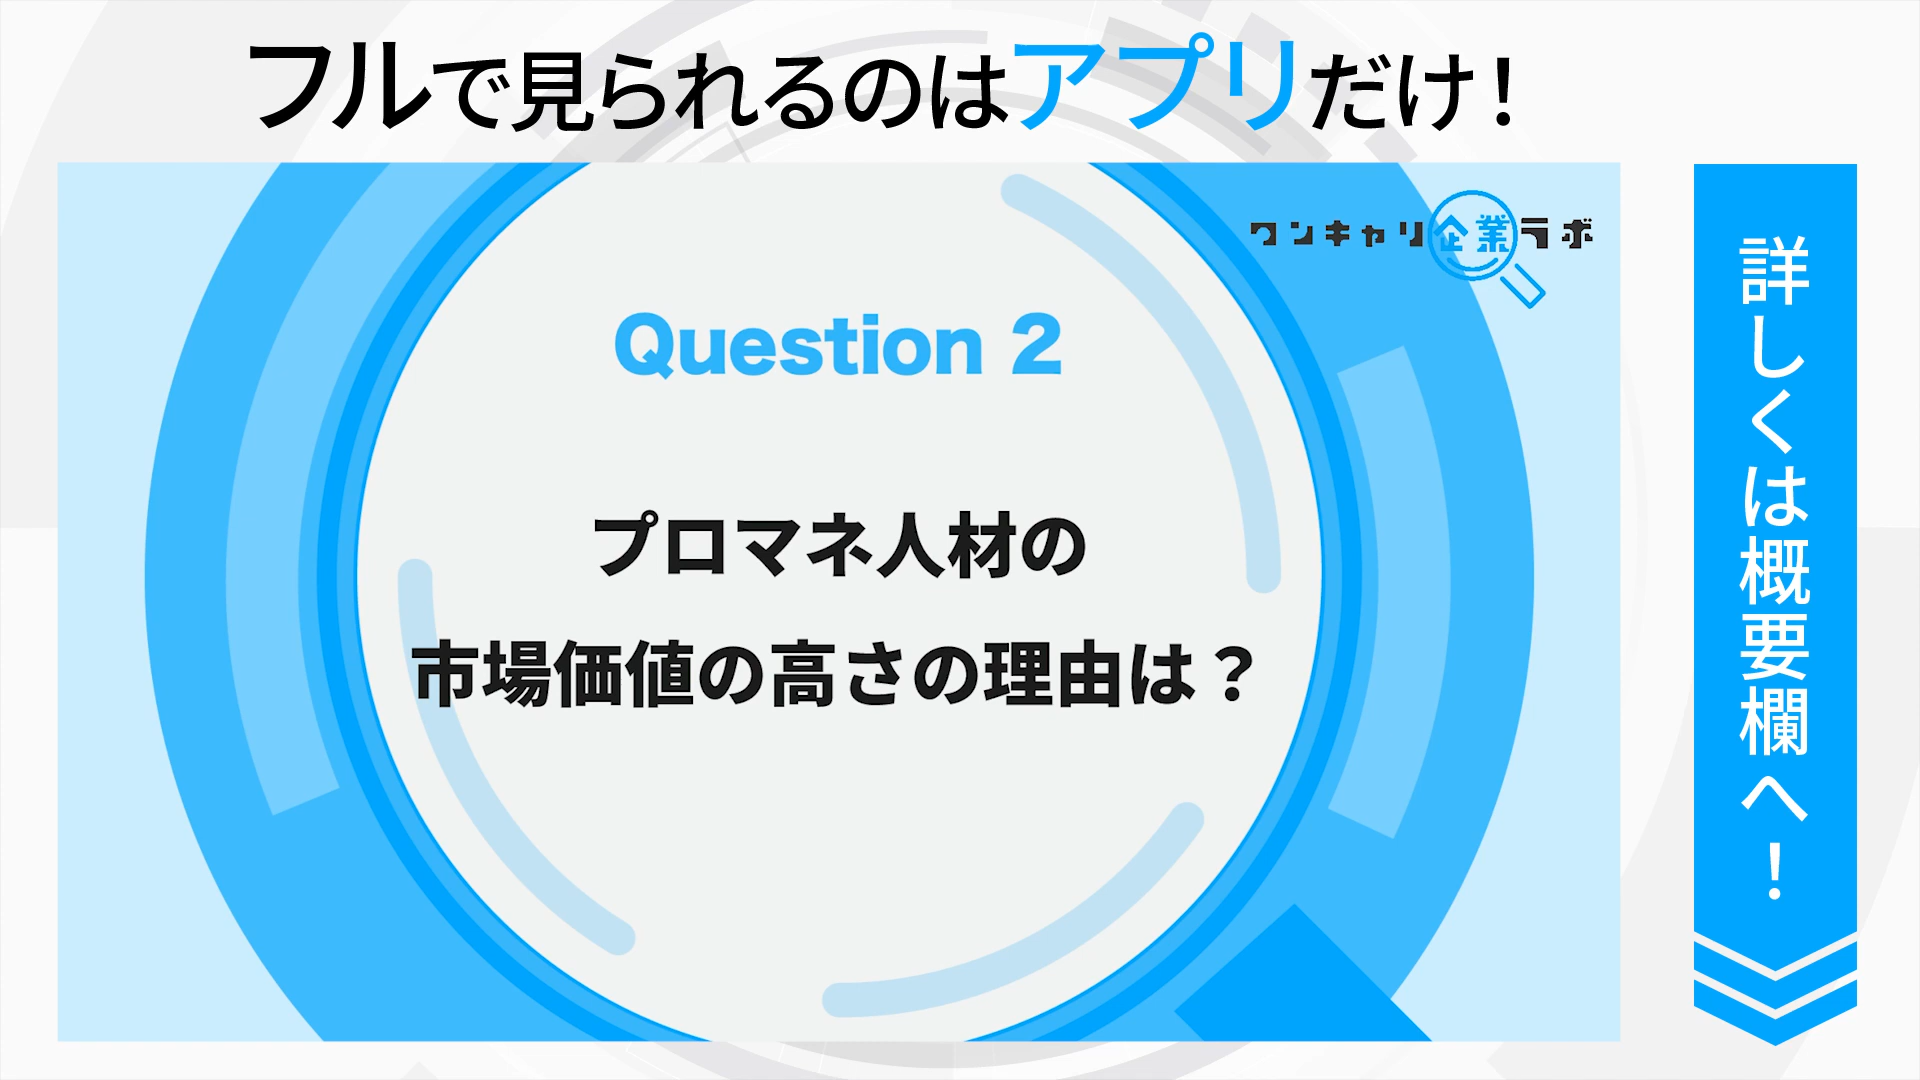 フルで見られるのはアプリだけ！
ワンキャリ企業ラボ
Question 2
プロマネ人材の
市場価値の高さの理由は？
詳しくは概要欄へ！